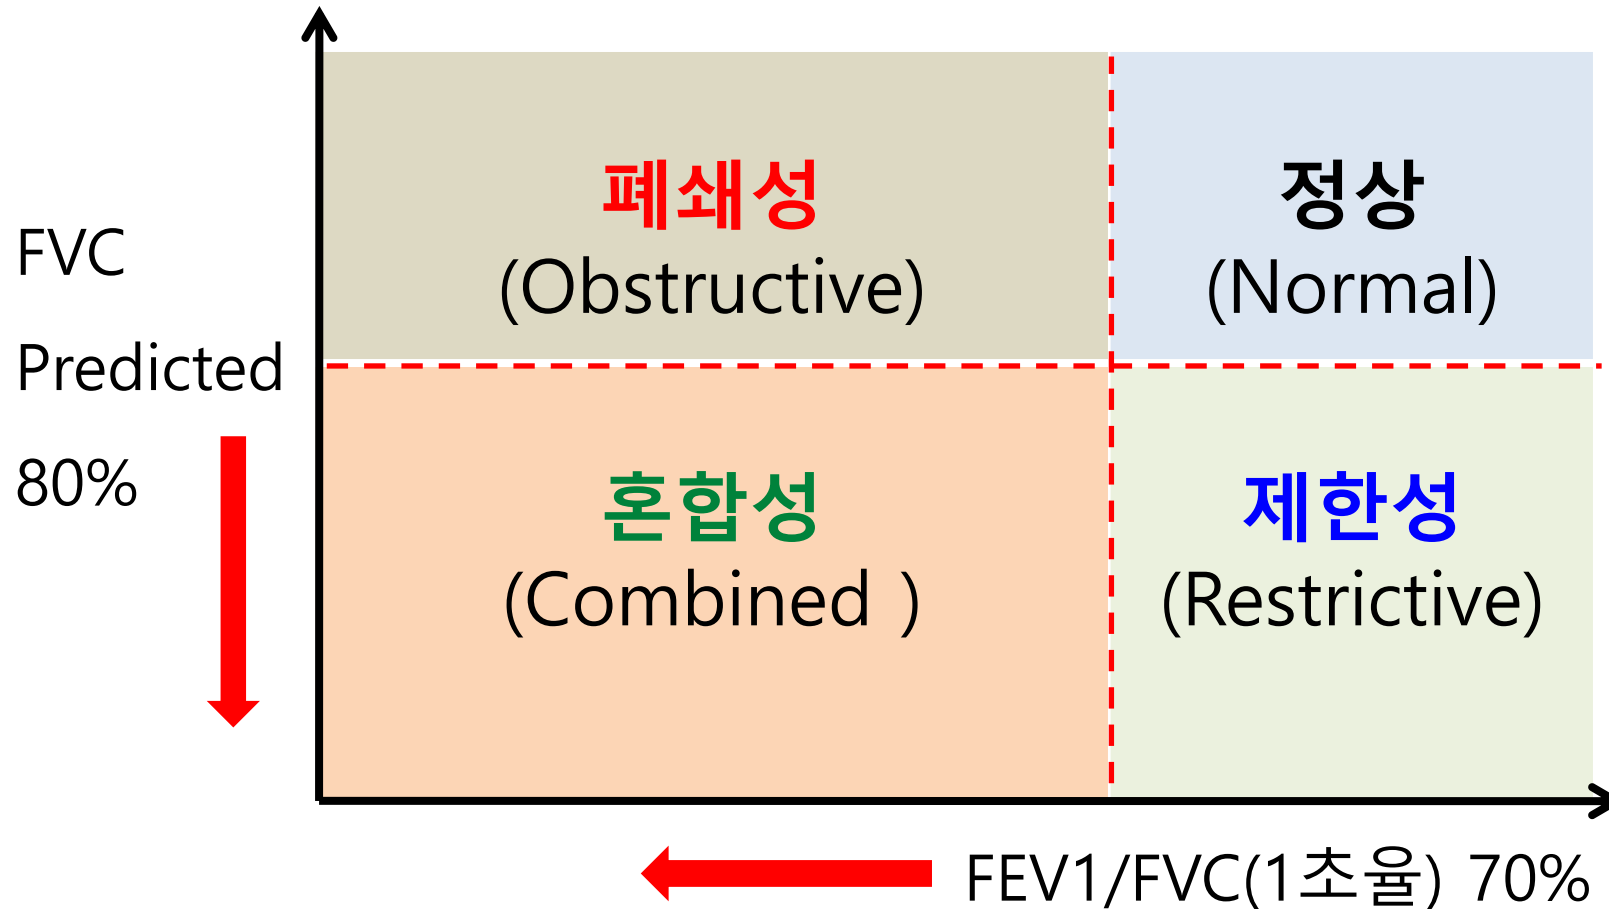 폐쇄성
(Obstructive)
정상
(Normal)
FVC
Predicted
80%
혼합성
(Combined )
제한성
(Restrictive)
FEV1/FVC(1초율) 70%